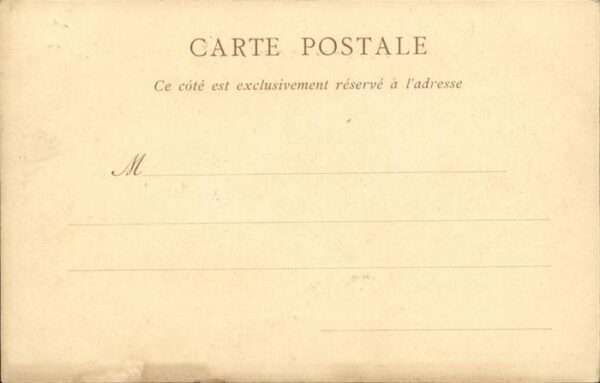 CARTE POSTALE
Ce côté est exclusivement réservé à l'adresse
M